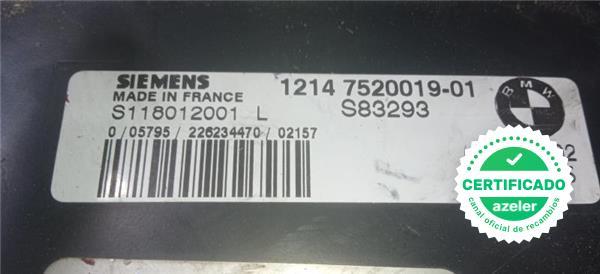 SIEMENS
MADE IN FRANCE
S118012001 L
0 / 05795 / 226234470 / 02157
1214 7520019-01
S83293
BMW
CERTIFICADO
azeler
canal oficial de recambios